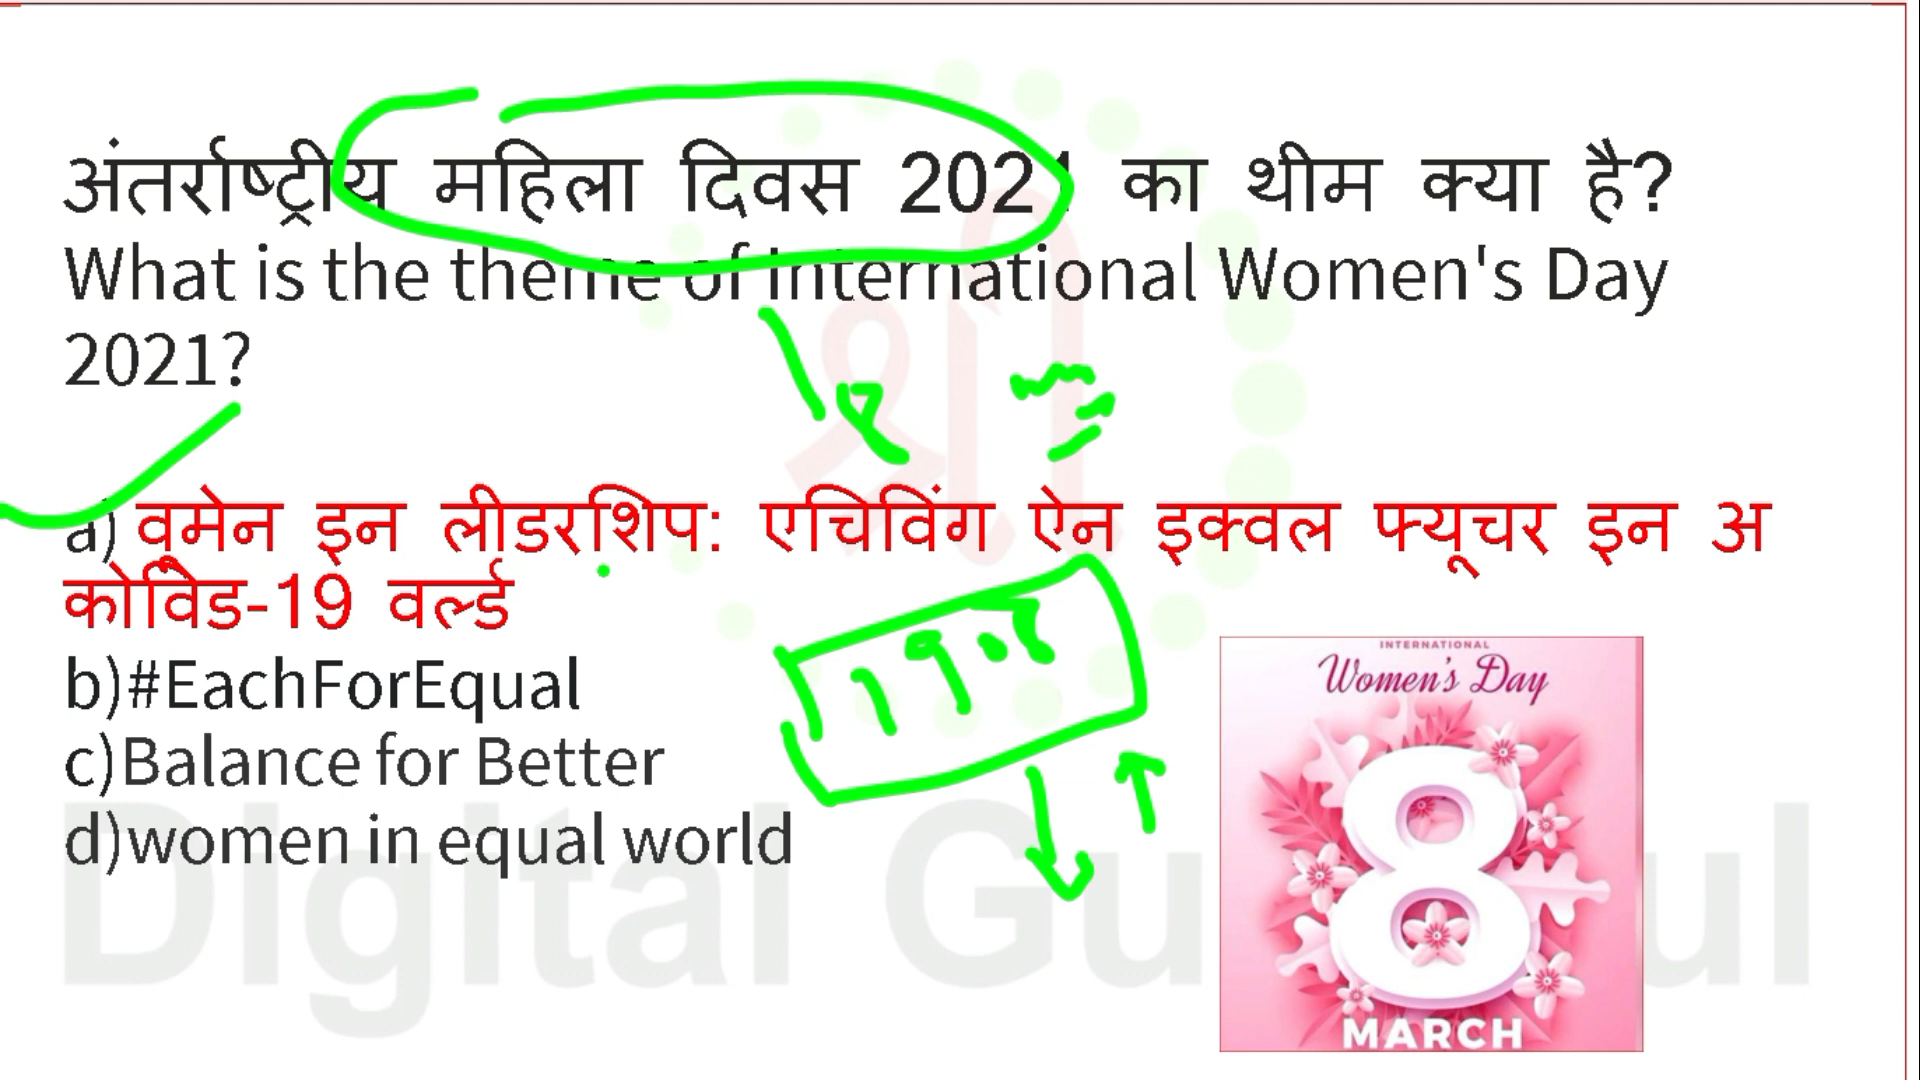 अंतर्राष्ट्रीय महिला दिवस 2021 का थीम क्या है?
What is the theme of International Women's Day
2021?
a) वूमेन इन लीडरशिप: एचिविंग ऐन इक्वल फ्यूचर इन अ
कोविड-19 वर्ल्ड
b)#EachForEqual
c)Balance for Better
d)women in equal world
1908
INTERNATIONAL
Women's Day
8
MARCH
श्री
Digital Gu ul